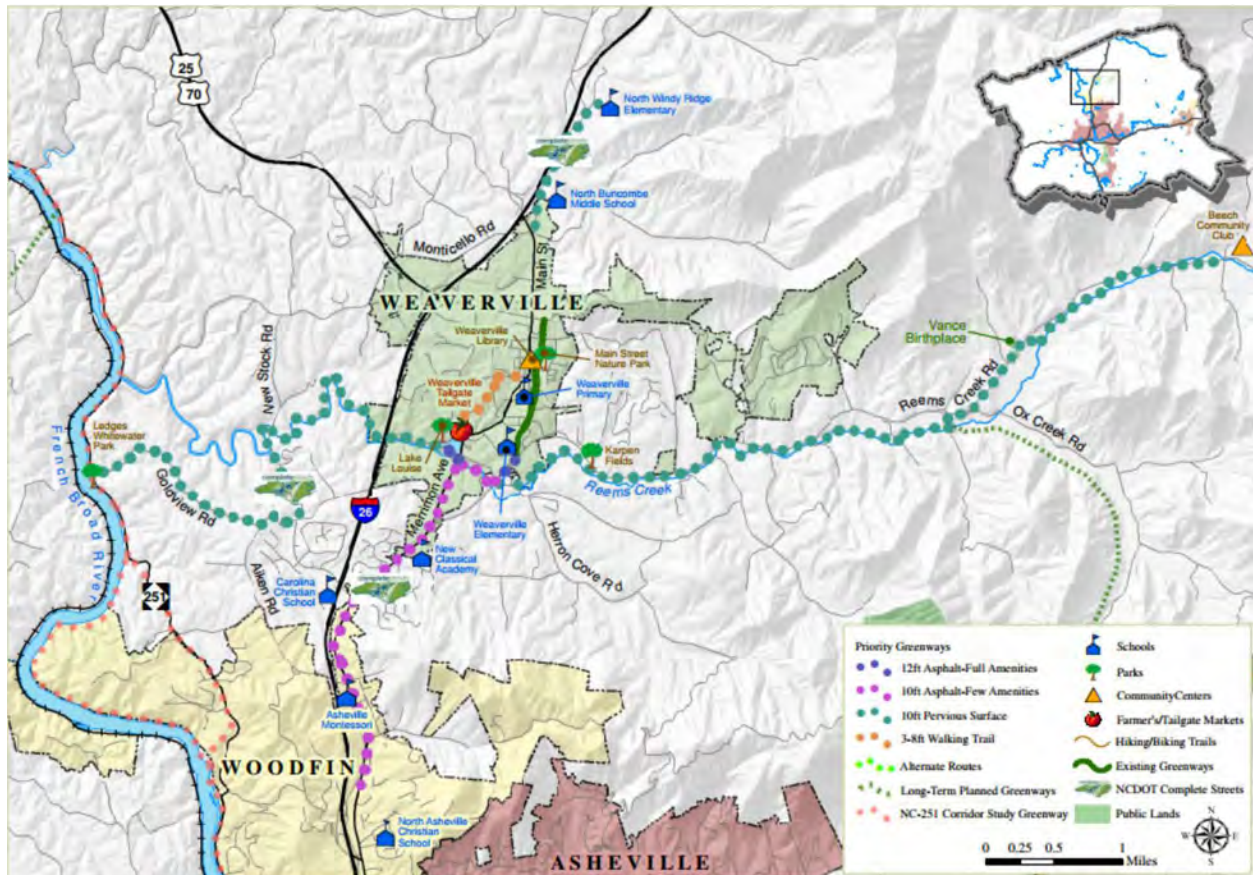 25
70
North Windy Ridge
Elementary
North Buncombe
Middle School
Monticello Rd
Main St
Beech
Community
Club
WEAVERVILLE
Weaverville
Library
Main Street
Nature Park
Vance
Birthplace
New Stock Rd
Weaverville
Tailgate
Market
Weaverville
Primary
Reems Creek Rd
Ox Creek Rd
Ledges
Whitewater
Park
Lake
Louise
Karpen
Fields
Reems Creek
French Broad River
Goldview Rd
26
Merrimon Ave
Weaverville
Elementary
New
Classical
Academy
Herron Cove Rd
251
Aiken Rd
Carolina
Christian
School
Asheville
Montessori
WOODFIN
North Asheville
Christian
School
ASHEVILLE
Priority Greenways
12ft Asphalt-Full Amenities
10ft Asphalt-Few Amenities
10ft Pervious Surface
3-8ft Walking Trail
Alternate Routes
Long-Term Planned Greenways
NC-251 Corridor Study Greenway
Schools
Parks
CommunityCenters
Farmer's/Tailgate Markets
Hiking/Biking Trails
Existing Greenways
NCDOT Complete Streets
Public Lands
N
W E
S
0 0.25 0.5 1
Miles